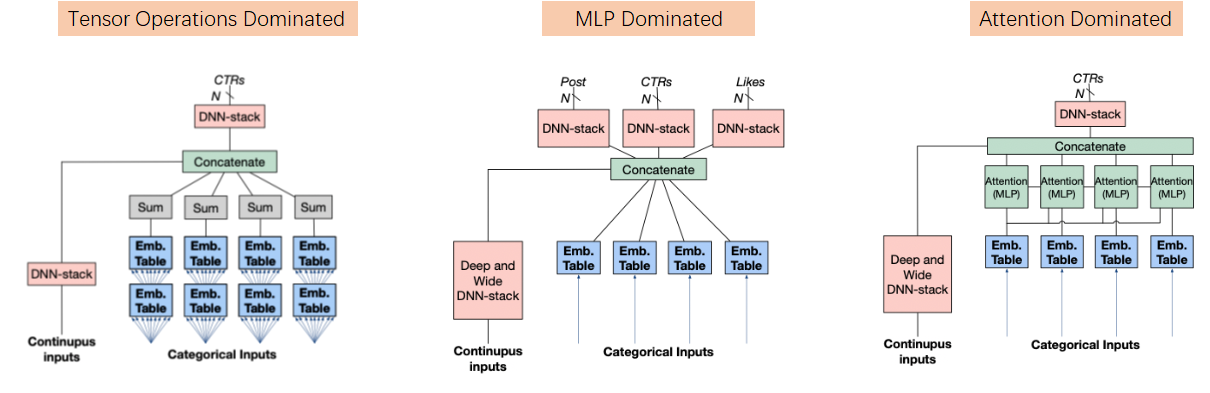 Tensor Operations Dominated
CTRs
N
DNN-stack
Concatenate
Sum
Sum
Sum
Sum
Emb.
Table
Emb.
Table
Emb.
Table
Emb.
Table
DNN-stack
Emb.
Table
Emb.
Table
Emb.
Table
Emb.
Table
Continupus
inputs
Categorical Inputs
MLP Dominated
Post
CTRs
Likes
N
N
N
DNN-stack
DNN-stack
DNN-stack
Concatenate
Deep and
Wide
DNN-stack
Emb.
Table
Emb.
Table
Emb.
Table
Emb.
Table
Continupus
inputs
Categorical Inputs
Attention Dominated
CTRs
N
DNN-stack
Concatenate
Attention
(MLP)
Attention
(MLP)
Attention
(MLP)
Attention
(MLP)
Deep and
Wide
DNN-stack
Emb.
Table
Emb.
Table
Emb.
Table
Emb.
Table
Continupus
inputs
Categorical Inputs